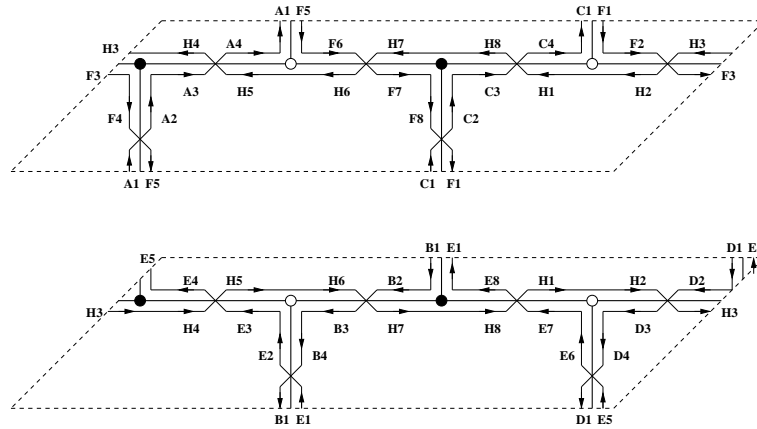 A1 F5 C1 F1
H3 H4 A4 F6 H7 H8 C4 F2 H3
F3 A3 H5 H6 F7 C3 H1 H2 F3
F4 A2 F8 C2
A1 F5 C1 F1
E5 B1 E1 D1 E
E4 H5 H6 B2 E8 H1 H2 D2
H3 H4 E3 B3 H7 H8 E7 D3 H3
E2 B4 E6 D4
B1 E1 D1 E5